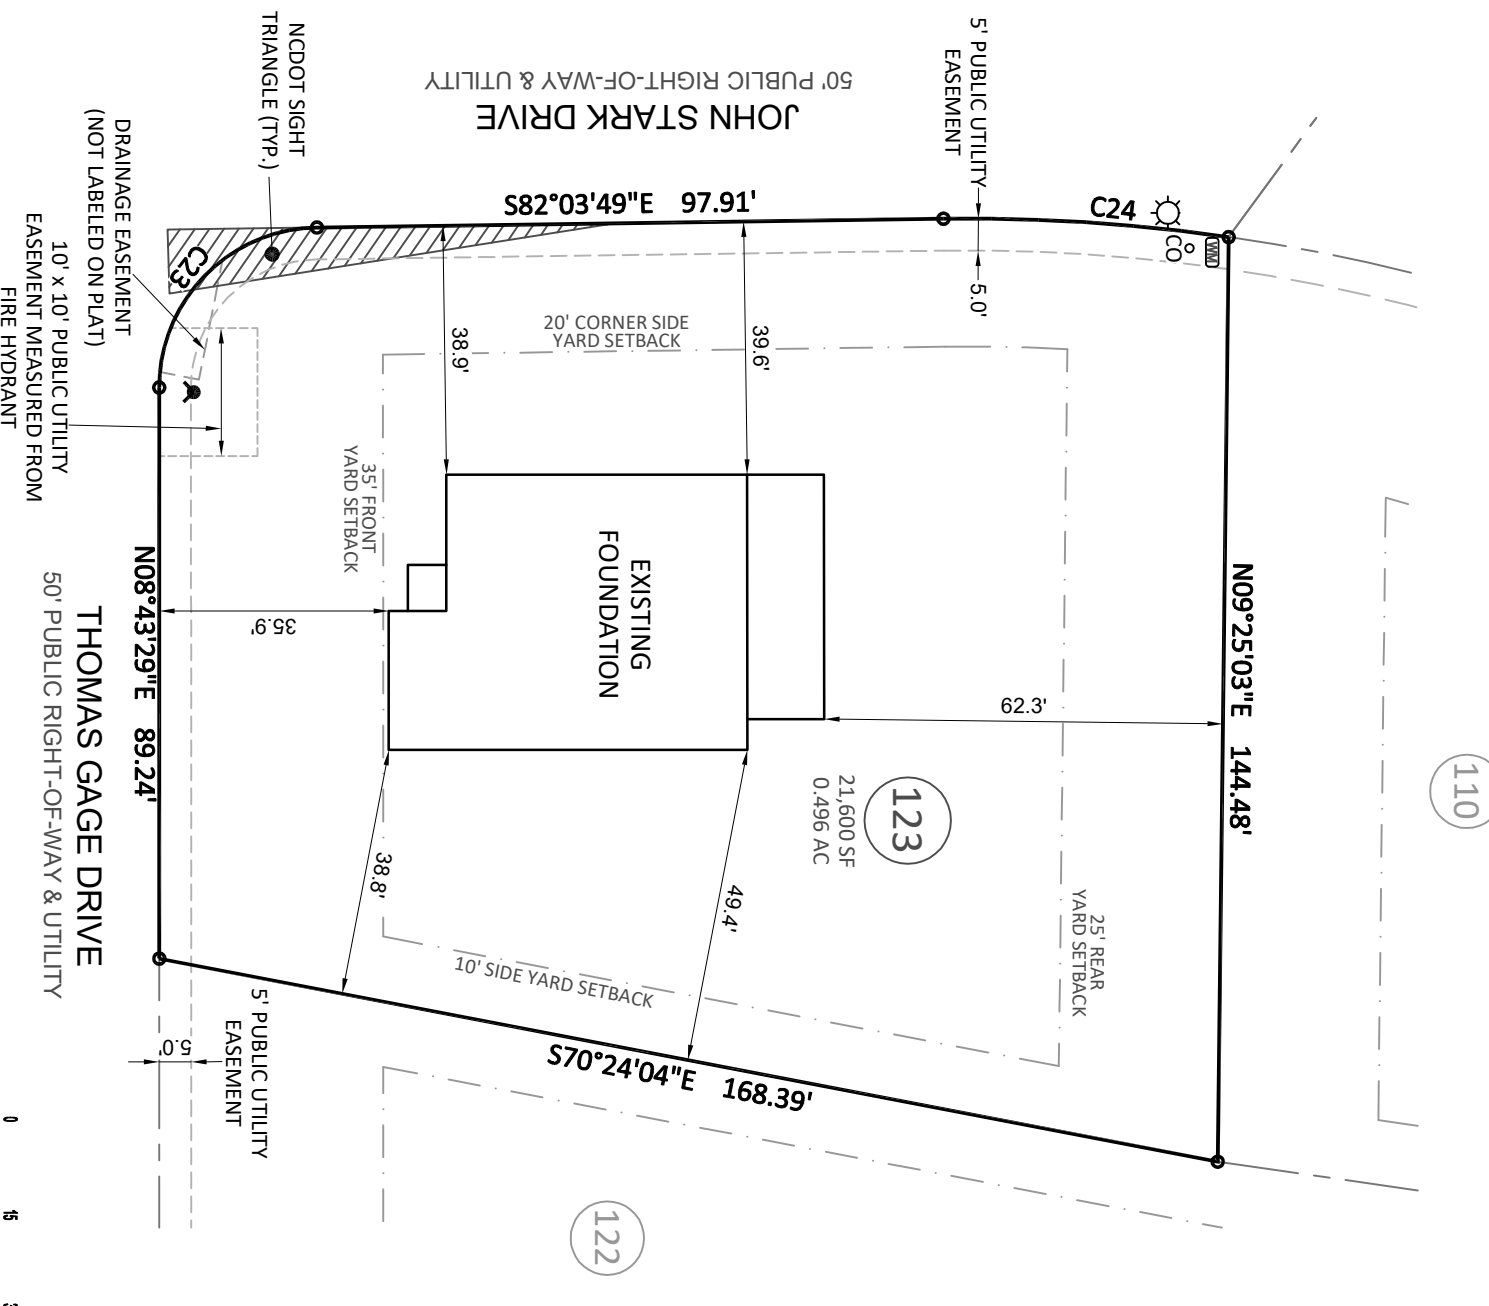 50' PUBLIC RIGHT-OF-WAY & UTILITY
JOHN STARK DRIVE
5' PUBLIC UTILITY
EASEMENT
NCDOT SIGHT
TRIANGLE (TYP.)
DRAINAGE EASEMENT
(NOT LABELED ON PLAT)
10' x 10' PUBLIC UTILITY
EASEMENT MEASURED FROM
FIRE HYDRANT
S82°03'49"E 97.91'
C24
CO
WM
C23
5.0'
20' CORNER SIDE
YARD SETBACK
38.9'
39.6'
35' FRONT
YARD SETBACK
EXISTING
FOUNDATION
N08°43'29"E 89.24'
35.9'
THOMAS GAGE DRIVE
50' PUBLIC RIGHT-OF-WAY & UTILITY
62.3'
N09°25'03"E 144.48'
110
123
21,600 SF
0.496 AC
38.8'
49.4'
25' REAR
YARD SETBACK
10' SIDE YARD SETBACK
S70°24'04"E 168.39'
5' PUBLIC UTILITY
EASEMENT
5.0'
122
0
15